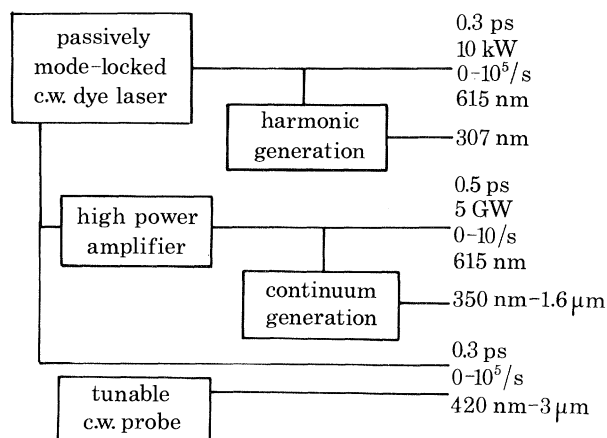 passively
mode-locked
c.w. dye laser
0.3 ps
10 kW
0–10⁵/s
615 nm
harmonic
generation
307 nm
high power
amplifier
0.5 ps
5 GW
0–10/s
615 nm
continuum
generation
350 nm–1.6 μm
0.3 ps
0–10⁵/s
tunable
c.w. probe
420 nm–3 μm